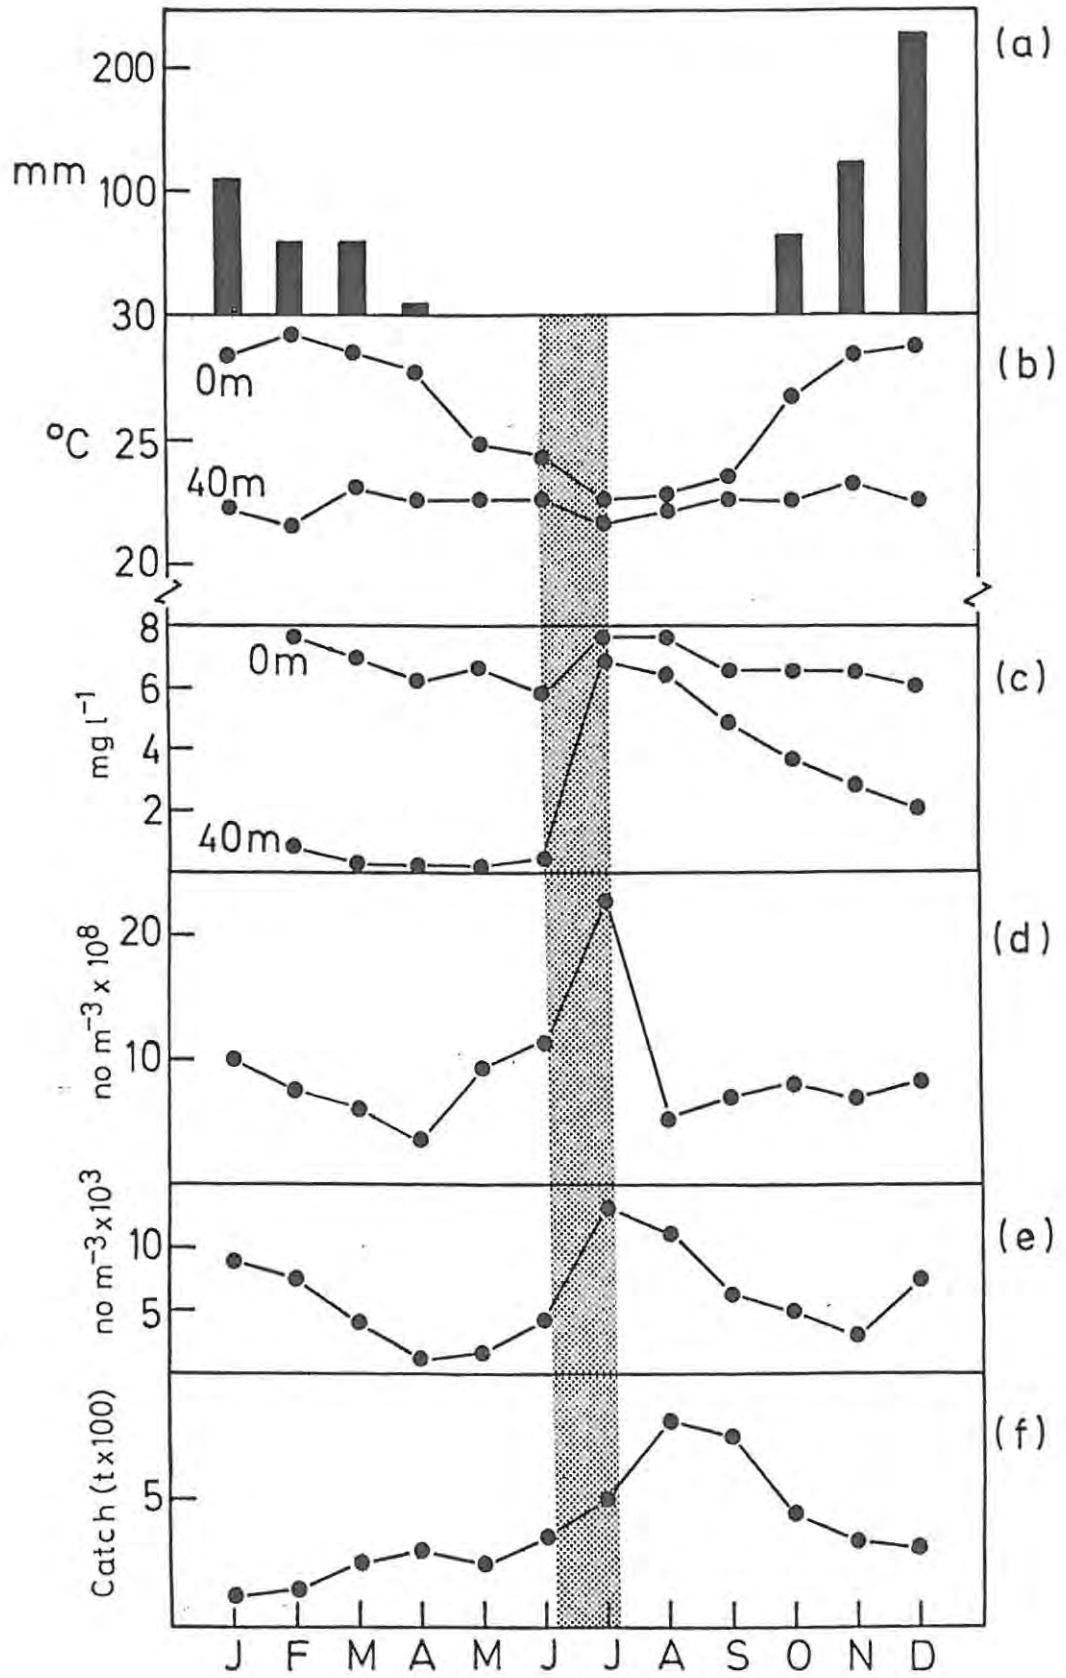 (a)
200
mm
100
30
(b)
0m
°C 25
40m
20
8
0m
(c)
6
mg l⁻¹
4
2
40m
(d)
20
no m⁻³ x 10⁸
10
(e)
no m⁻³x10³
10
5
(f)
Catch (t x100)
5
J F M A M J J A S O N D